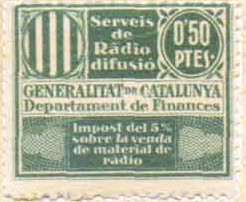 Serveis
de
Ràdio
difusió
0'50
PTES.
GENERALITAT DE CATALUNYA
Departament de Finances
Impost del 5%
sobre la venda
de material de
ràdio